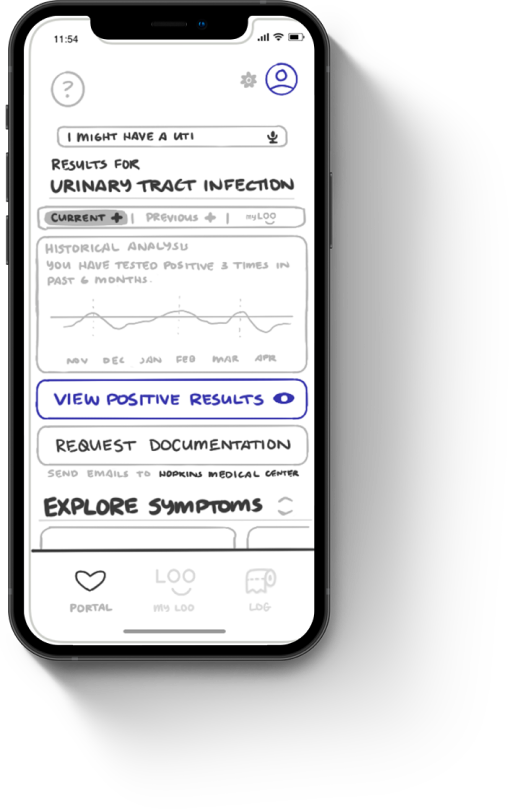 11:54
?
I MIGHT HAVE A UTI
RESULTS FOR
URINARY TRACT INFECTION
CURRENT + | PREVIOUS + | myLOO
HISTORICAL ANALYSIS
YOU HAVE TESTED POSITIVE 3 TIMES IN
PAST 6 MONTHS.
NOV DEC JAN FEB MAR APR
VIEW POSITIVE RESULTS
REQUEST DOCUMENTATION
SEND EMAILS TO HOPKINS MEDICAL CENTER
EXPLORE SYMPTOMS
LOO
PORTAL MY LOO LOG